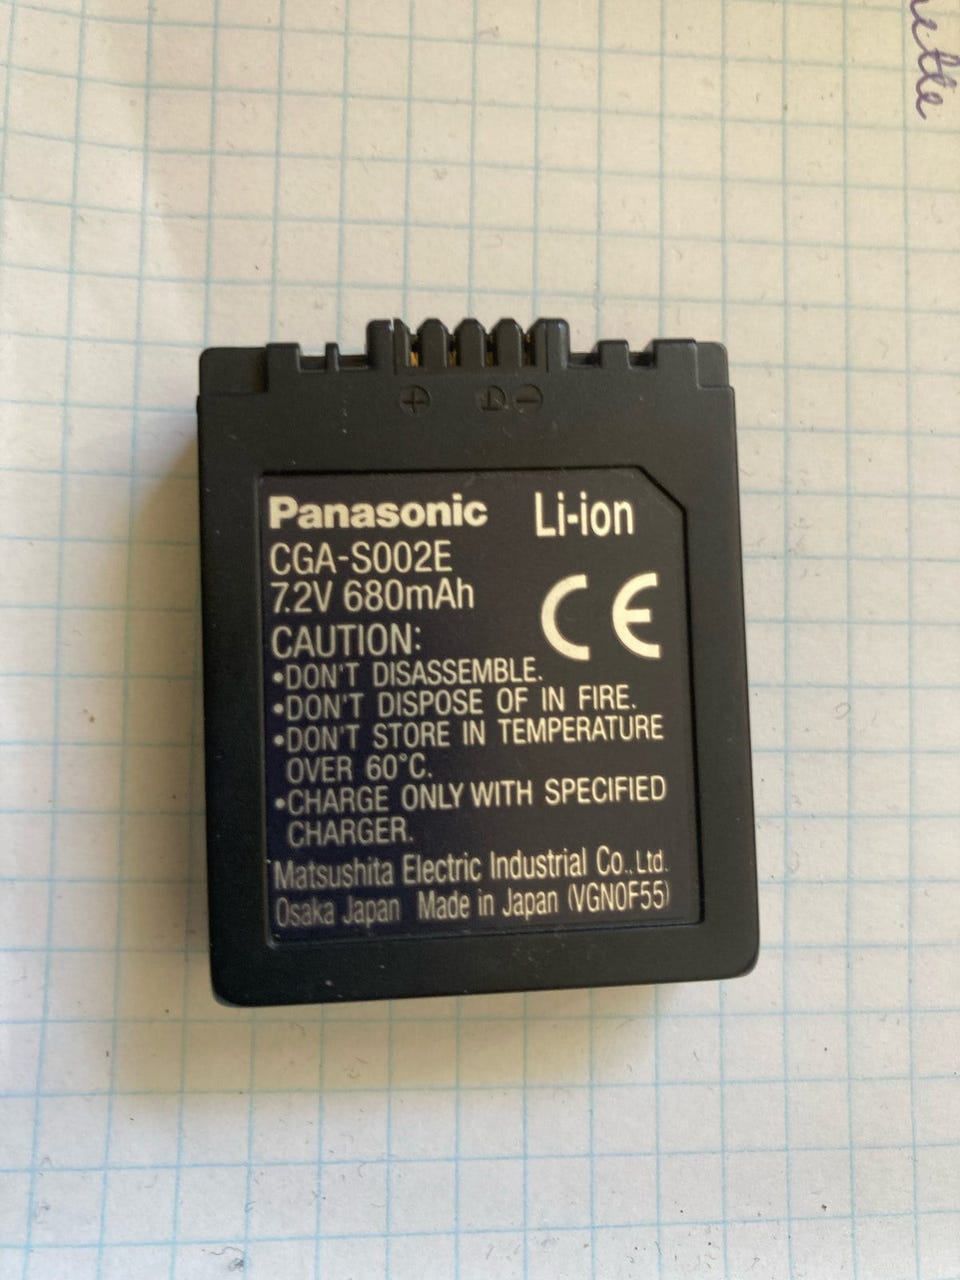 Panasonic Li-ion
CGA-S002E
7.2V 680mAh
CE
CAUTION:
•DON'T DISASSEMBLE.
•DON'T DISPOSE OF IN FIRE.
•DON'T STORE IN TEMPERATURE
OVER 60°C.
•CHARGE ONLY WITH SPECIFIED
CHARGER.
Matsushita Electric Industrial Co.,Ltd.
Osaka Japan Made in Japan (VGN0F55)
+ T −